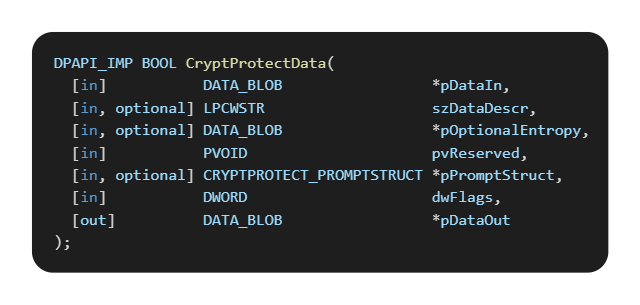 DPAPI_IMP BOOL CryptProtectData(
  [in]           DATA_BLOB                 *pDataIn,
  [in, optional] LPCWSTR                   szDataDescr,
  [in, optional] DATA_BLOB                 *pOptionalEntropy,
  [in]           PVOID                     pvReserved,
  [in, optional] CRYPTPROTECT_PROMPTSTRUCT *pPromptStruct,
  [in]           DWORD                     dwFlags,
  [out]          DATA_BLOB                 *pDataOut
);